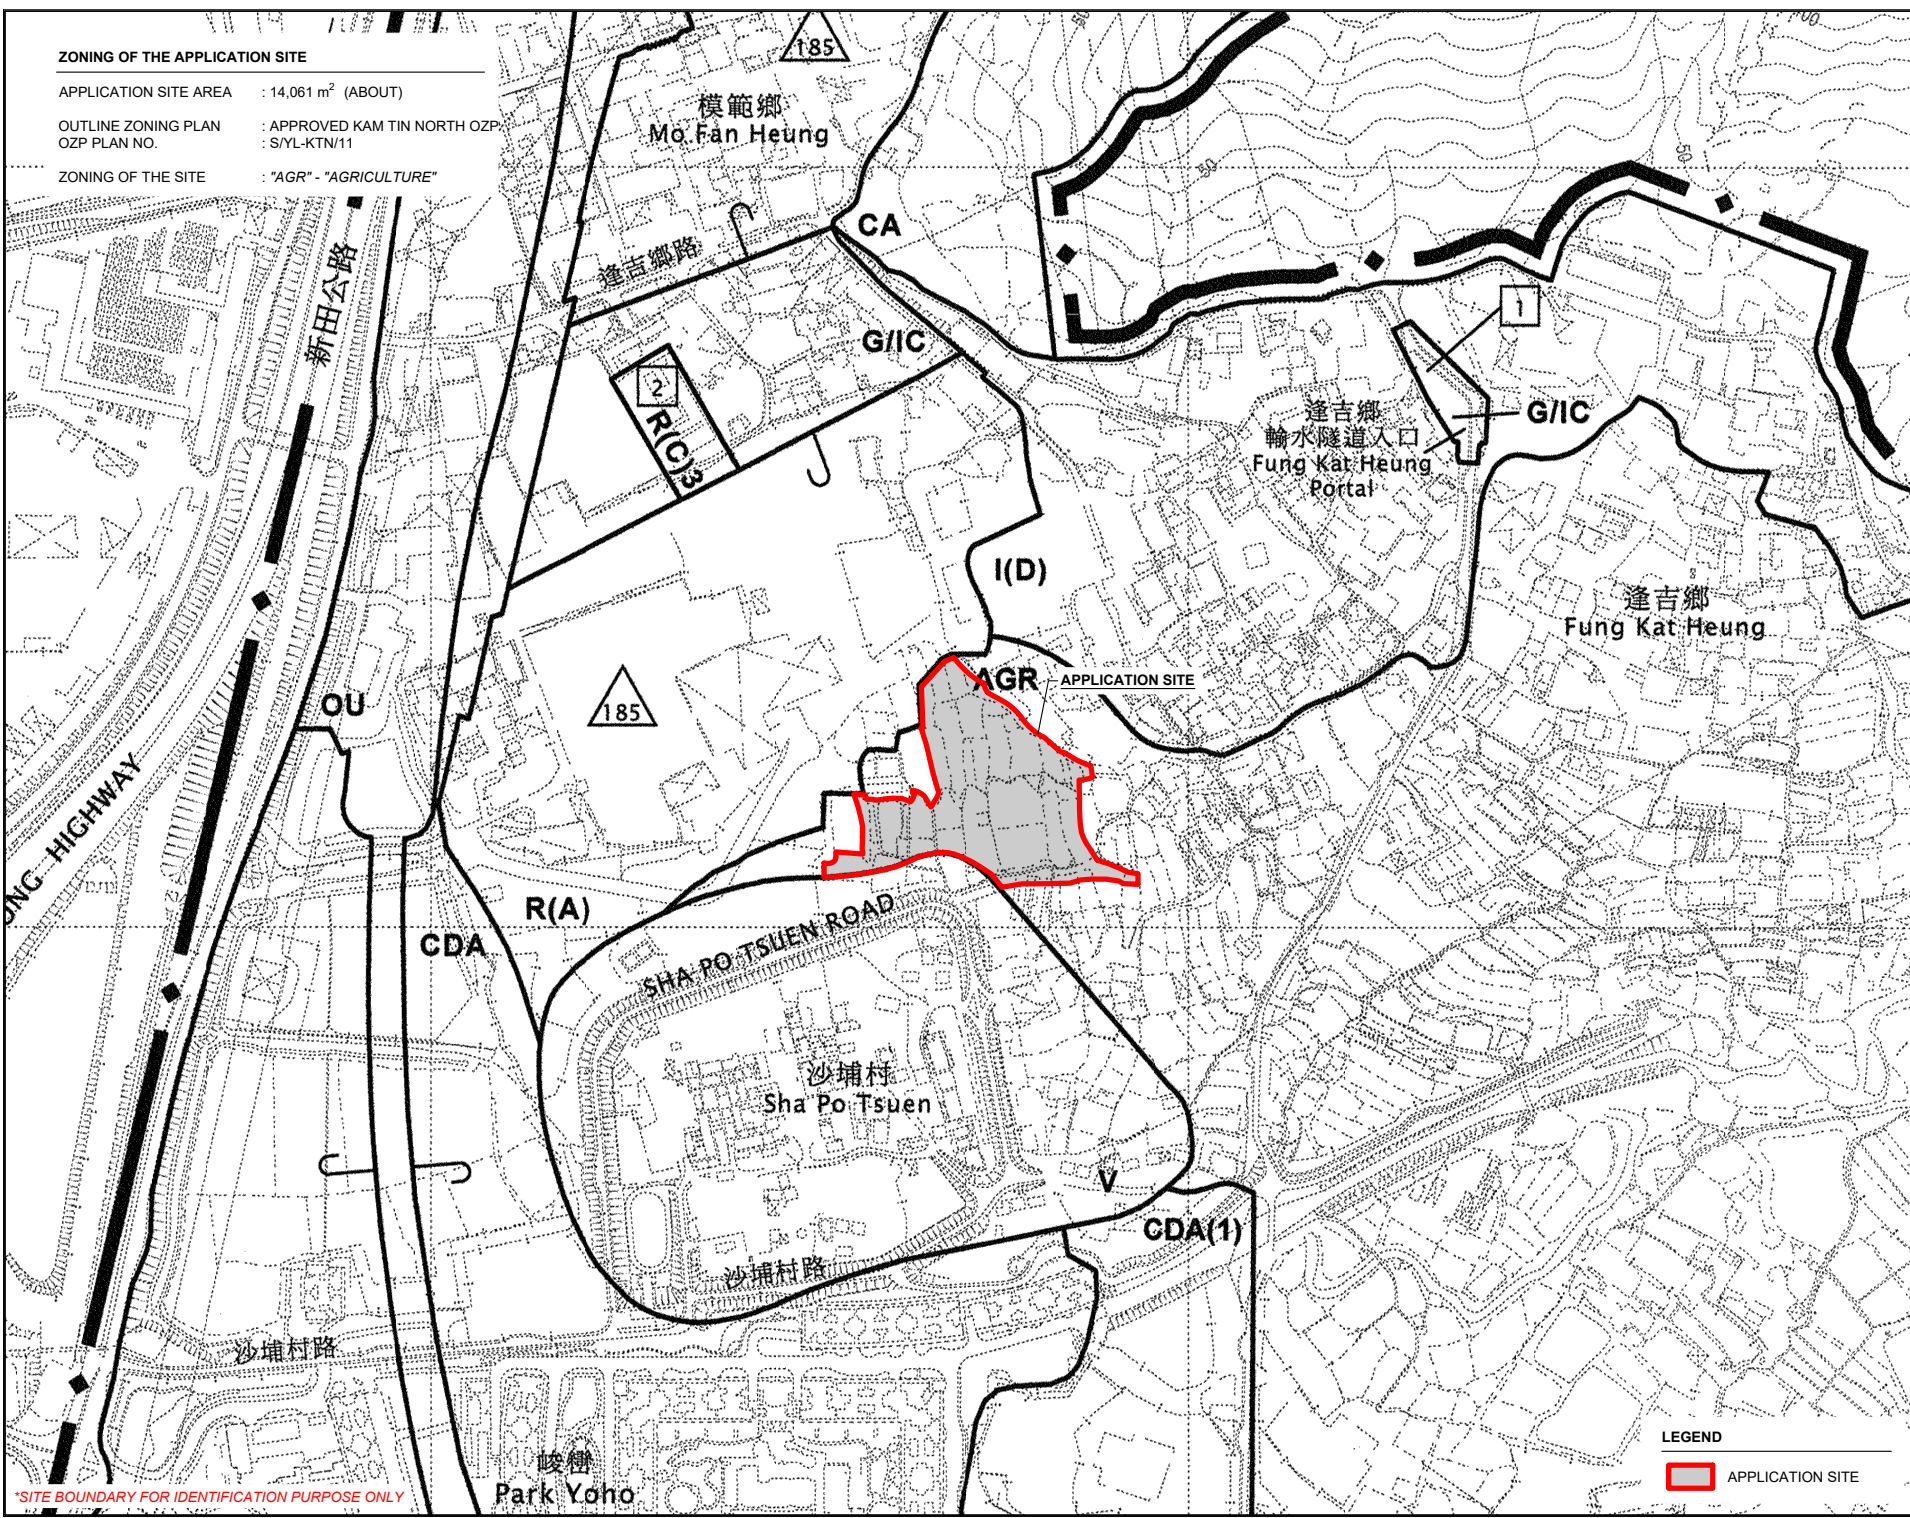 ZONING OF THE APPLICATION SITE
APPLICATION SITE AREA : 14,061 m² (ABOUT)
OUTLINE ZONING PLAN : APPROVED KAM TIN NORTH OZP
OZP PLAN NO. : S/YL-KTN/11
ZONING OF THE SITE : "AGR" - "AGRICULTURE"
185
模範鄉
Mo Fan Heung
100
50
50
50
CA
逢吉鄉路
新田公路
G/IC
1
2
R(C)3
逢吉鄉
輸水隧道入口
Fung Kat Heung
Portal
G/IC
I(D)
逢吉鄉
Fung Kat Heung
AGR
APPLICATION SITE
OU
185
HIGHWAY
R(A)
CDA
SHA PO TSUEN ROAD
沙埔村
Sha Po Tsuen
V
CDA(1)
沙埔村路
沙埔村路
峻巒
Park Yoho
LEGEND
APPLICATION SITE
*SITE BOUNDARY FOR IDENTIFICATION PURPOSE ONLY